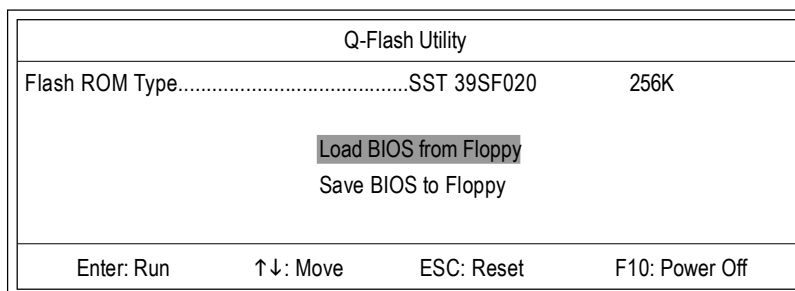 Q-Flash Utility
Flash ROM Type.......................................SST 39SF020 256K
Load BIOS from Floppy
Save BIOS to Floppy
Enter: Run ↑↓: Move ESC: Reset F10: Power Off